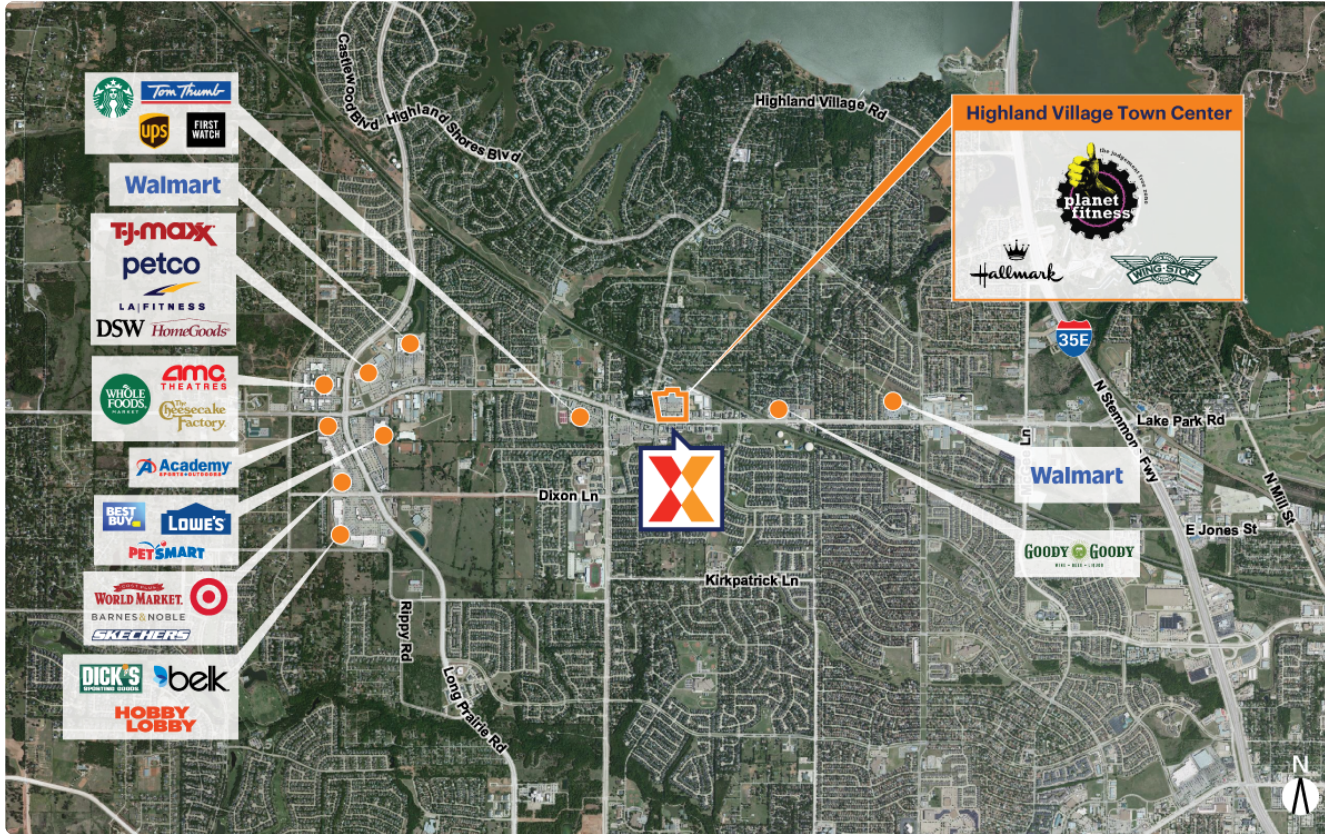 Castlewood Blvd
Highland Shores Blvd
Highland Village Rd
Tom Thumb
ups
FIRST
WATCH
Walmart
T·J·maxx
petco
LA|FITNESS
DSW
HomeGoods
WHOLE
FOODS
MARKET
amc
THEATRES
The
Cheesecake
Factory
Academy
SPORTS+OUTDOORS
BEST
BUY
LOWE'S
PETSMART
COST PLUS
WORLD MARKET.
BARNES&NOBLE
SKECHERS
DICK'S
SPORTING GOODS
belk
HOBBY
LOBBY
Highland Village Town Center
the judgement free zone
planet
fitness
Hallmark
WING·STOP
35E
N Stemmons Fwy
Lake Park Rd
Walmart
N Mill St
E Jones St
GOODY GOODY
WINE • BEER • LIQUOR
Dixon Ln
Kirkpatrick Ln
Rippy Rd
Long Prairie Rd
N